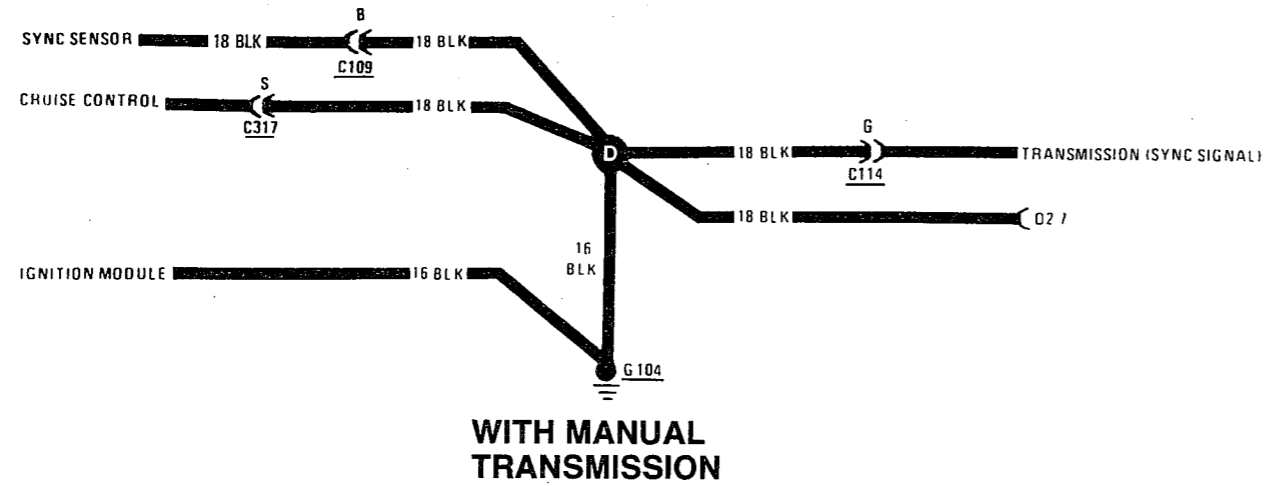 B
SYNC SENSOR 18 BLK 18 BLK
C109
S
CRUISE CONTROL 18 BLK
C317
D
G
18 BLK TRANSMISSION (SYNC SIGNAL)
C114
18 BLK
16
BLK
IGNITION MODULE 16 BLK
G104
WITH MANUAL
TRANSMISSION